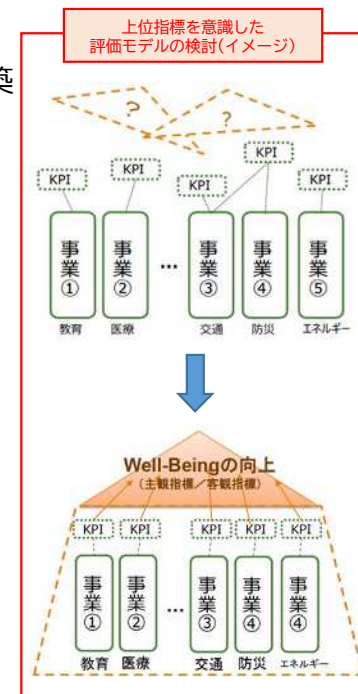 上位指標を意識した
評価モデルの検討(イメージ)
築
? ?
KPI KPI KPI KPI KPI
事業① 事業② … 事業③ 事業④ 事業⑤
教育 医療 交通 防災 エネルギー
Well-Beingの向上
(主観指標/客観指標)
KPI KPI KPI KPI KPI
事業① 事業② … 事業③ 事業④ 事業④
教育 医療 交通 防災 エネルギー